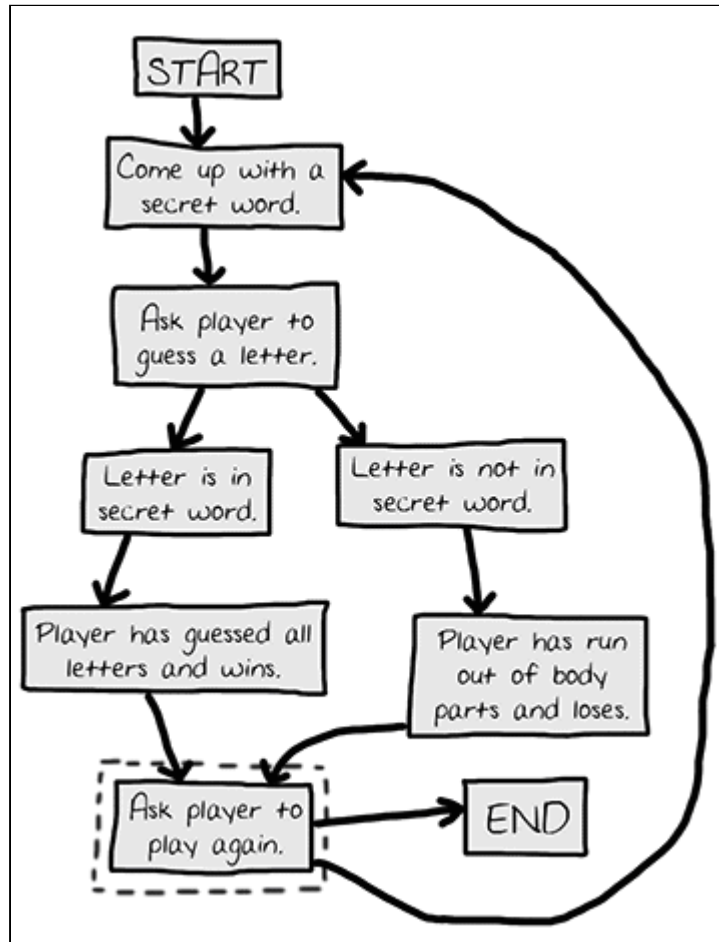 START
Come up with a
secret word.
Ask player to
guess a letter.
Letter is in
secret word.
Letter is not in
secret word.
Player has guessed all
letters and wins.
Player has run
out of body
parts and loses.
Ask player to
play again.
END